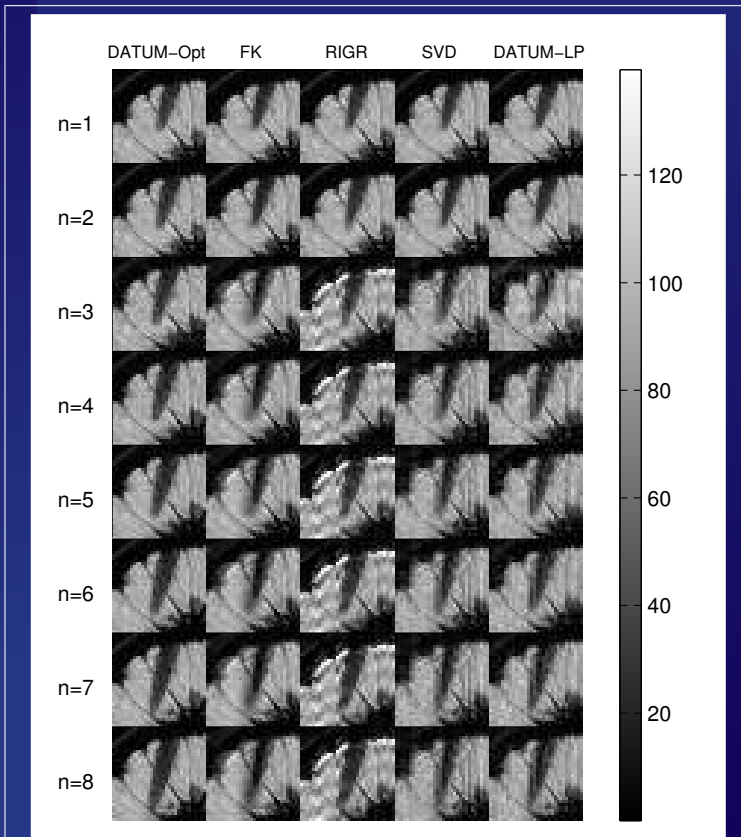 DATUM−Opt FK RIGR SVD DATUM−LP
n=1
n=2
n=3
n=4
n=5
n=6
n=7
n=8
120
100
80
60
40
20